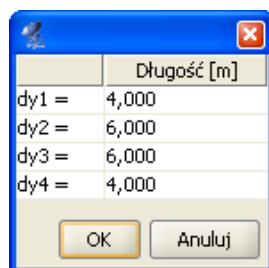 Długość [m]
dy1 = 4,000
dy2 = 6,000
dy3 = 6,000
dy4 = 4,000
OK Anuluj